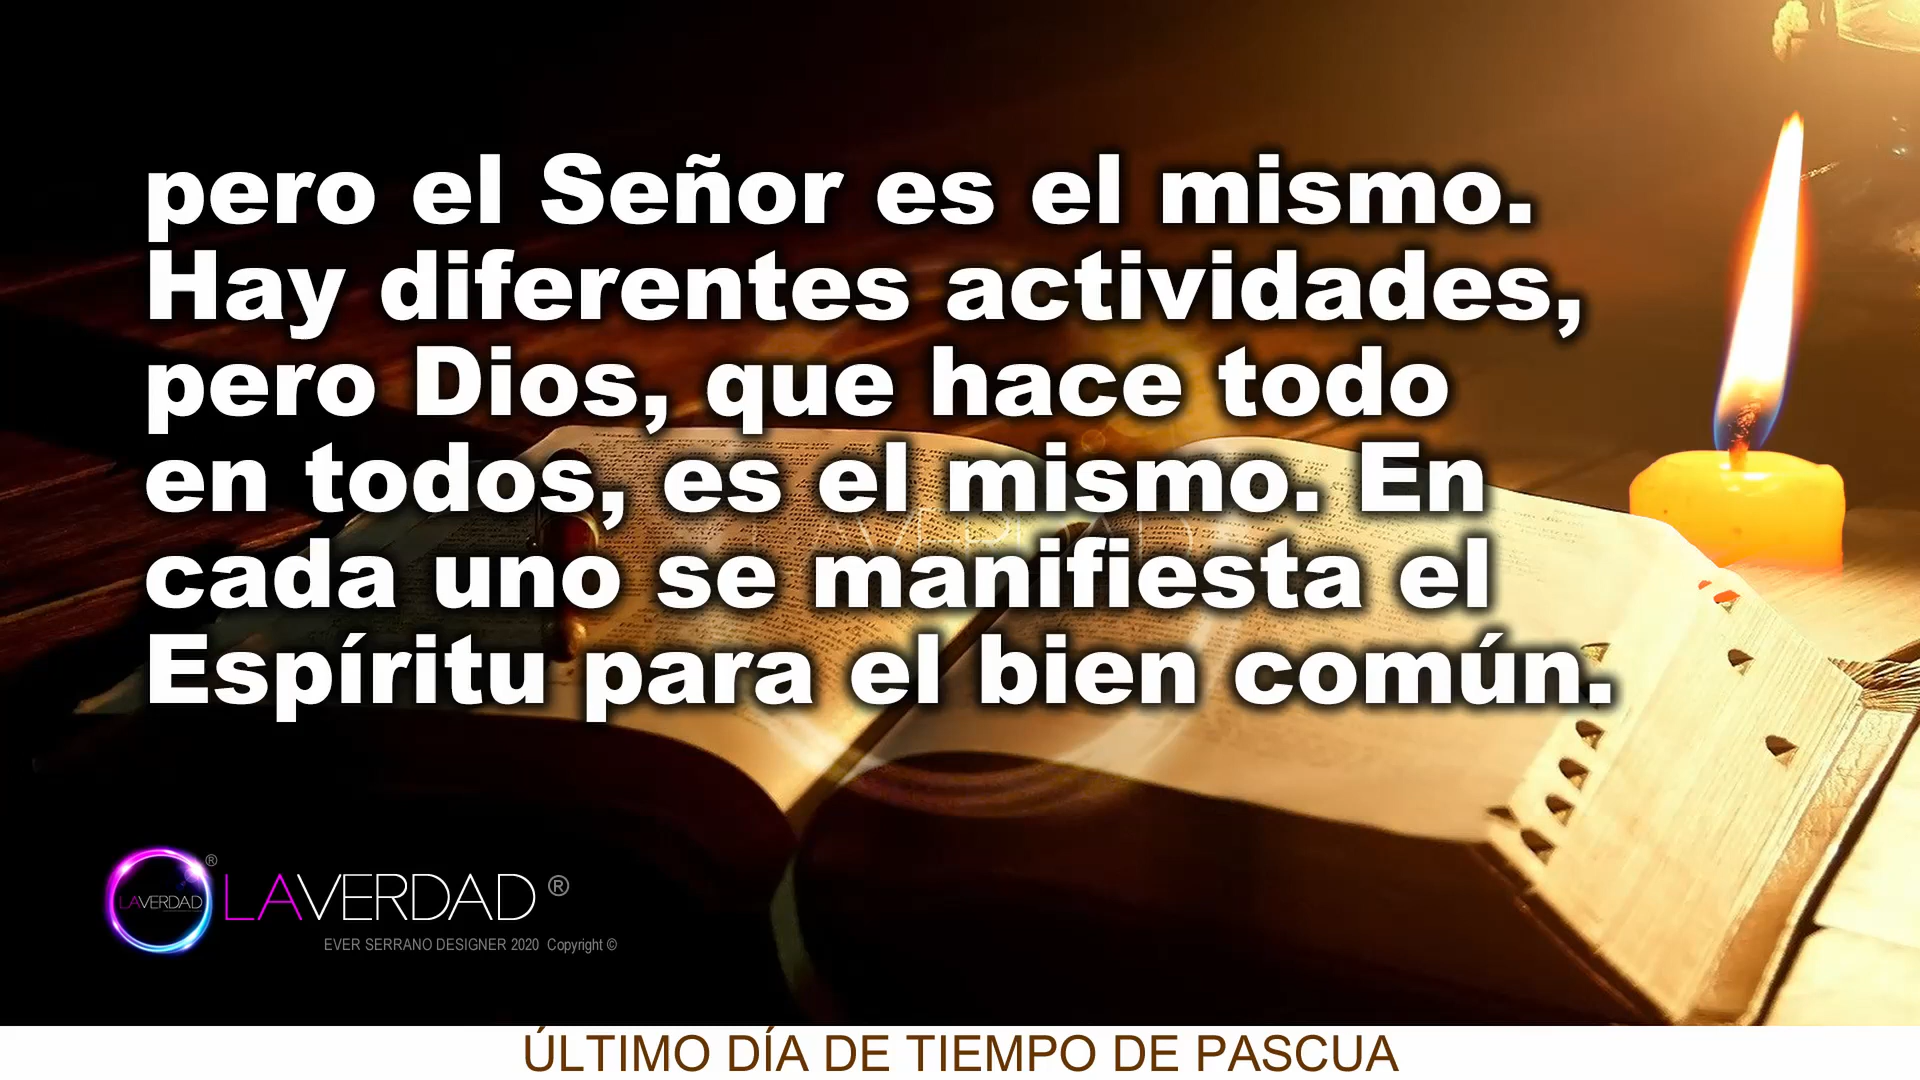 pero el Señor es el mismo.
Hay diferentes actividades,
pero Dios, que hace todo
en todos, es el mismo. En
cada uno se manifiesta el
Espíritu para el bien común.
LAVERDAD ®
LAVERDAD ®
EVER SERRANO DESIGNER 2020 Copyright ©
ÚLTIMO DÍA DE TIEMPO DE PASCUA